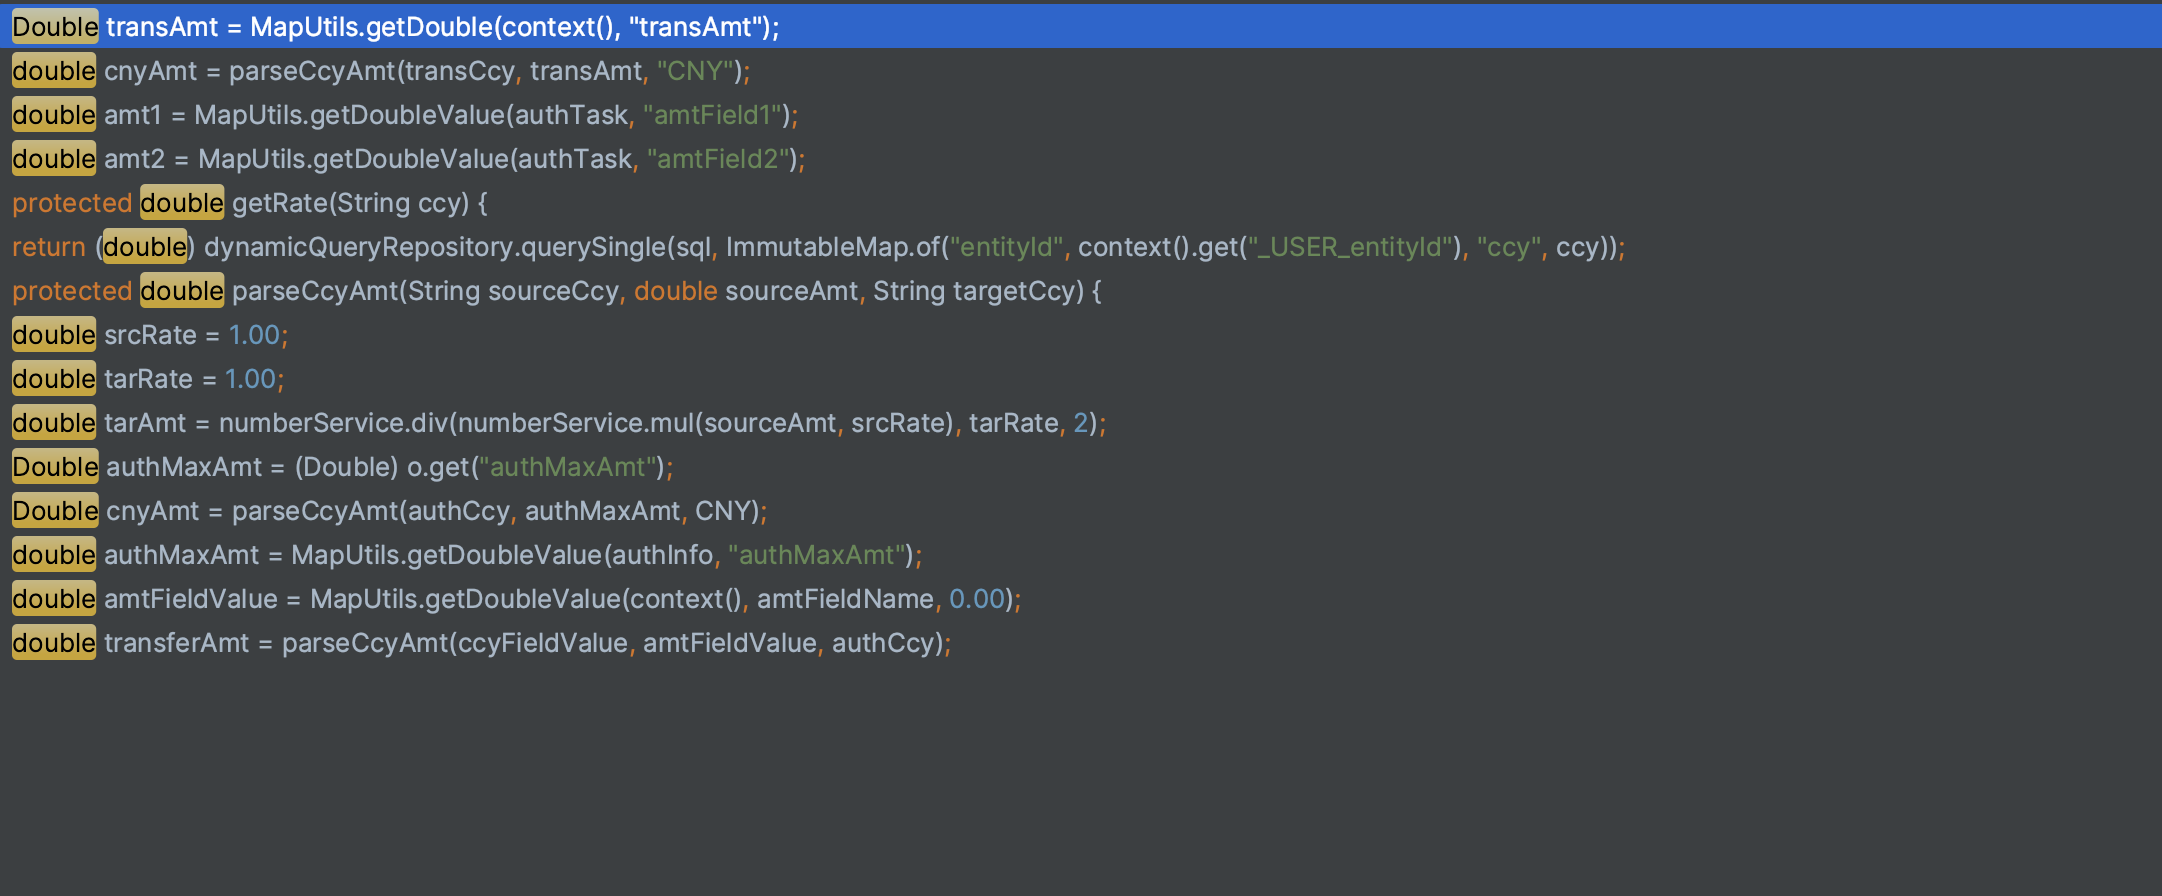 Double transAmt = MapUtils.getDouble(context(), "transAmt");
double cnyAmt = parseCcyAmt(transCcy, transAmt, "CNY");
double amt1 = MapUtils.getDoubleValue(authTask, "amtField1");
double amt2 = MapUtils.getDoubleValue(authTask, "amtField2");
protected double getRate(String ccy) {
return (double) dynamicQueryRepository.querySingle(sql, ImmutableMap.of("entityId", context().get("_USER_entityId"), "ccy", ccy));
protected double parseCcyAmt(String sourceCcy, double sourceAmt, String targetCcy) {
double srcRate = 1.00;
double tarRate = 1.00;
double tarAmt = numberService.div(numberService.mul(sourceAmt, srcRate), tarRate, 2);
Double authMaxAmt = (Double) o.get("authMaxAmt");
Double cnyAmt = parseCcyAmt(authCcy, authMaxAmt, CNY);
double authMaxAmt = MapUtils.getDoubleValue(authInfo, "authMaxAmt");
double amtFieldValue = MapUtils.getDoubleValue(context(), amtFieldName, 0.00);
double transferAmt = parseCcyAmt(ccyFieldValue, amtFieldValue, authCcy);